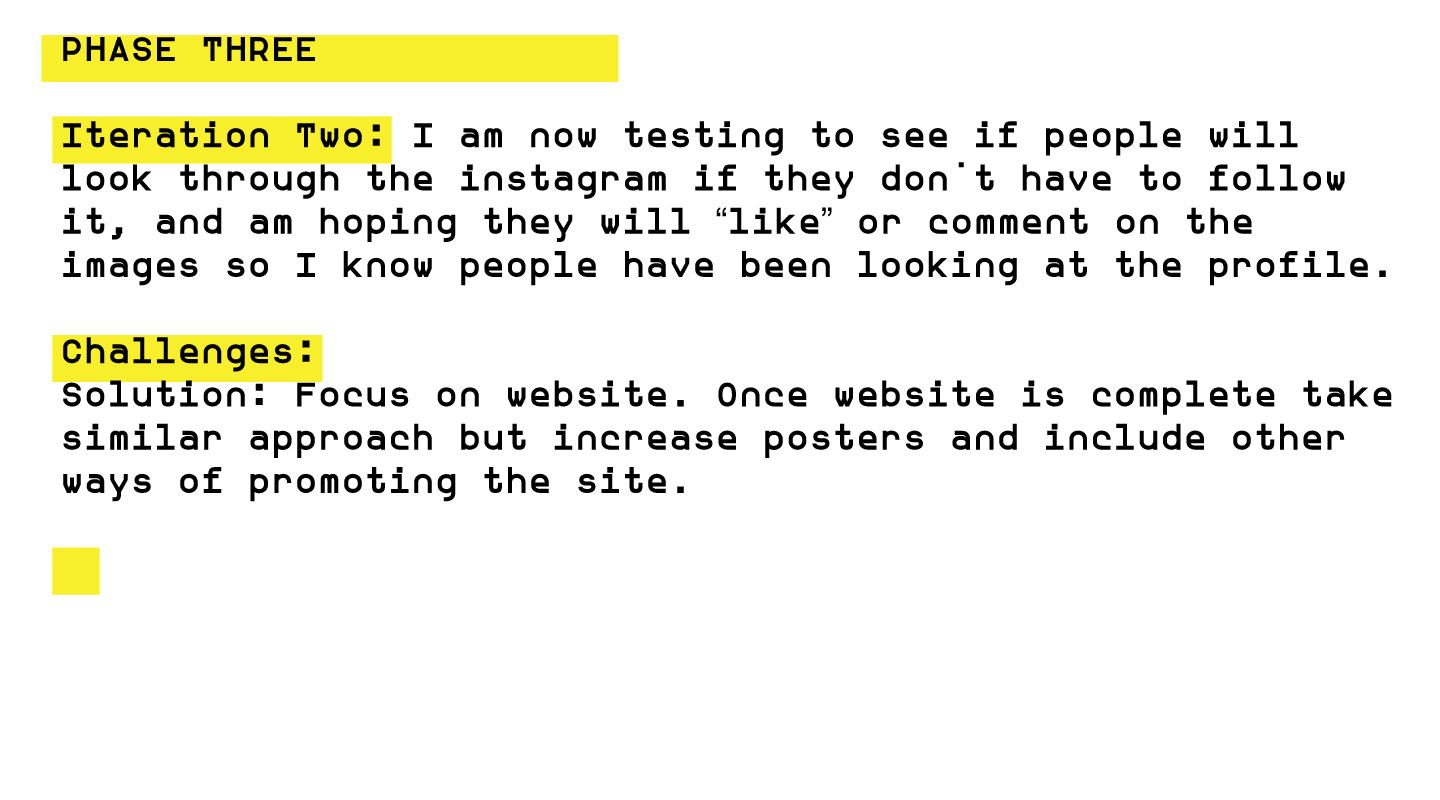 PHASE THREE
Iteration Two: I am now testing to see if people will
look through the instagram if they don't have to follow
it, and am hoping they will “like” or comment on the
images so I know people have been looking at the profile.
Challenges:
Solution: Focus on website. Once website is complete take
similar approach but increase posters and include other
ways of promoting the site.